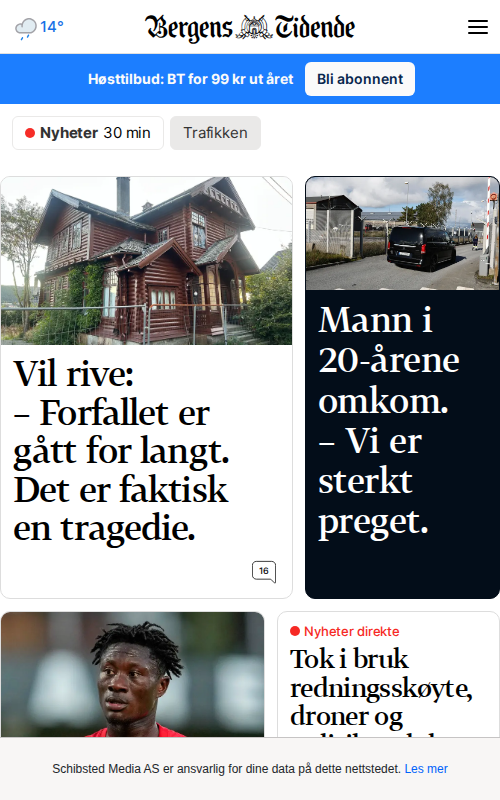 14°
Bergens Tidende
Høsttilbud: BT for 99 kr ut året
Bli abonnent
Nyheter 30 min
Trafikken
Vil rive:
– Forfallet er
gått for langt.
Det er faktisk
en tragedie.
16
Mann i
20-årene
omkom.
– Vi er
sterkt
preget.
Nyheter direkte
Tok i bruk
redningsskøyte,
droner og
Schibsted Media AS er ansvarlig for dine data på dette nettstedet. Les mer